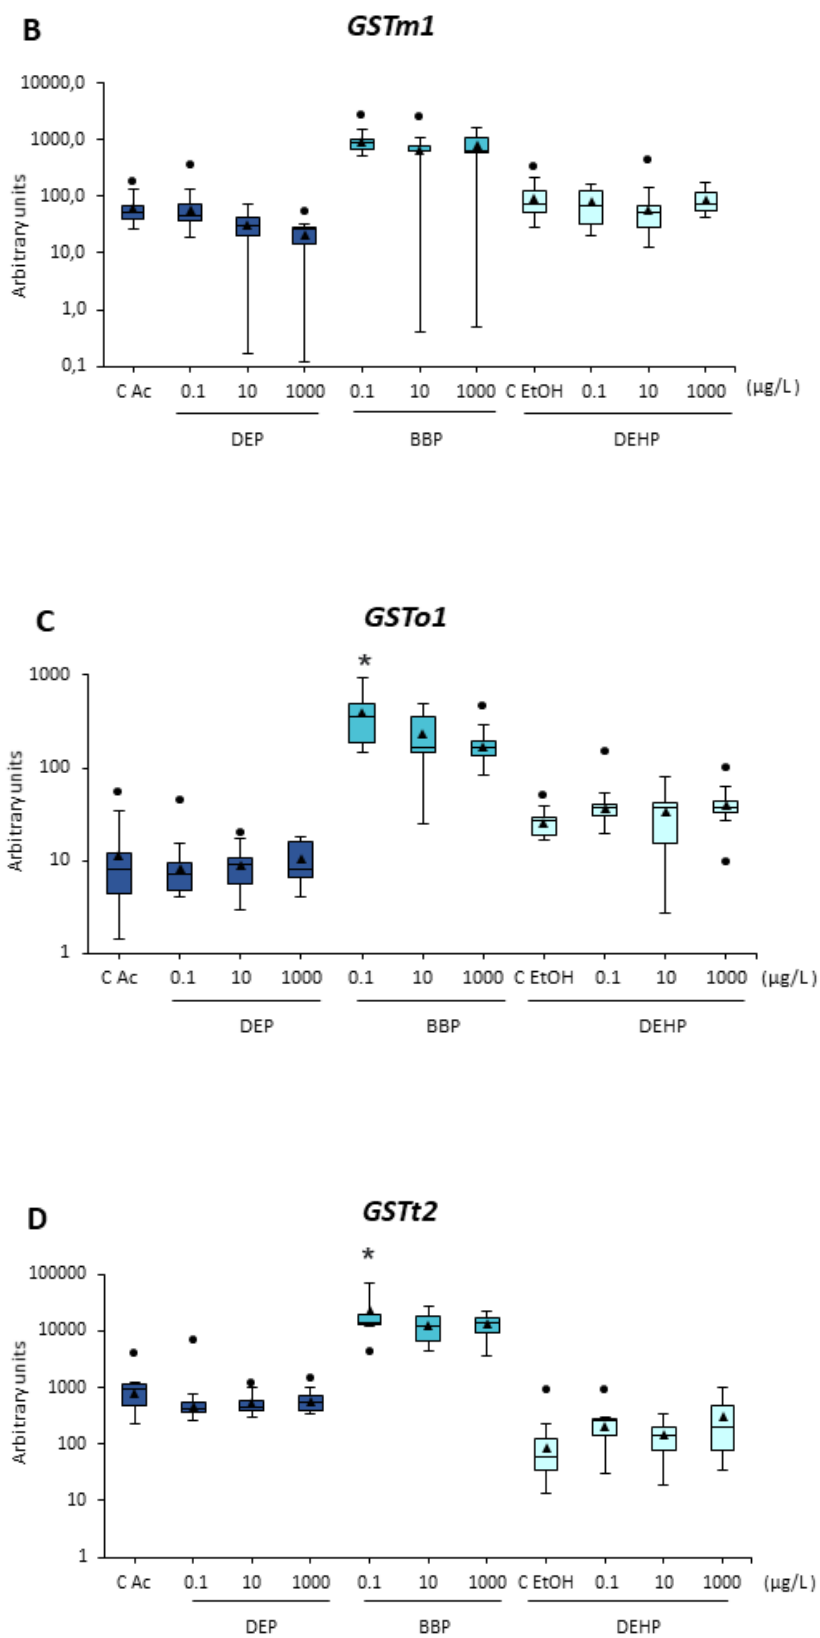 B
GSTm1
10000,0
1000,0
100,0
10,0
1,0
0,1
Arbitrary units
C Ac 0.1 10 1000 0.1 10 1000 C EtOH 0.1 10 1000 (µg/L)
DEP BBP DEHP
C
GSTo1
*
1000
100
10
1
Arbitrary units
C Ac 0.1 10 1000 0.1 10 1000 C EtOH 0.1 10 1000 (µg/L)
DEP BBP DEHP
D
GSTt2
*
100000
10000
1000
100
10
1
Arbitrary units
C Ac 0.1 10 1000 0.1 10 1000 C EtOH 0.1 10 1000 (µg/L)
DEP BBP DEHP